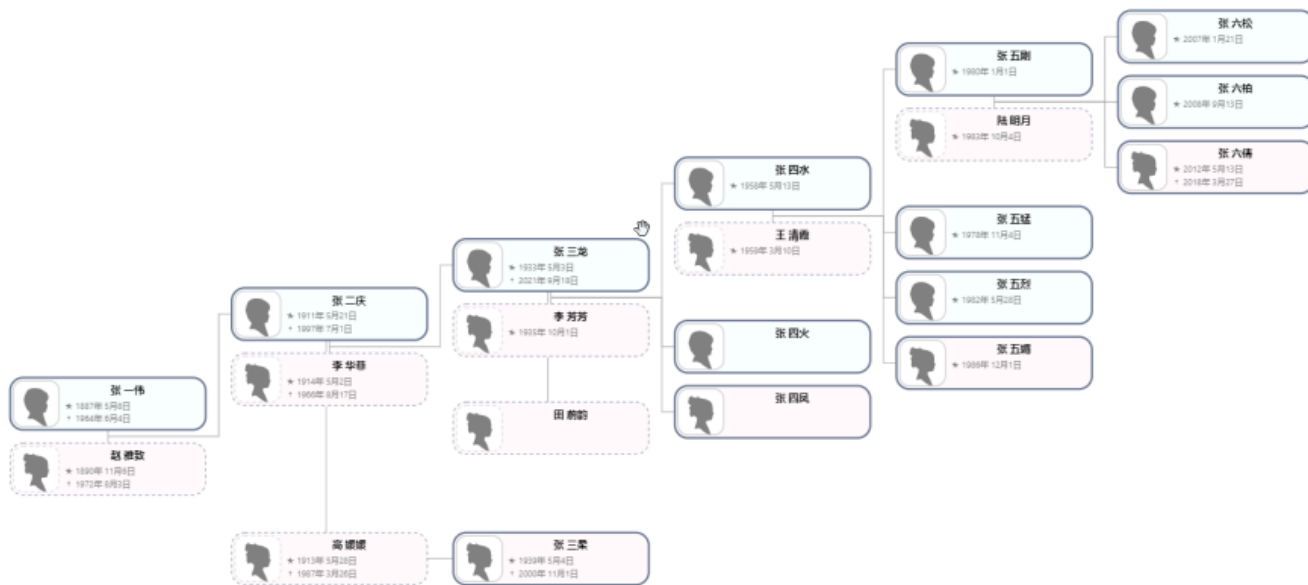 张 一伟
★ 1887年 5月8日
† 1964年 6月4日
赵 雅致
★ 1890年 11月6日
† 1972年 8月3日
张 二庆
★ 1911年 5月21日
† 1997年 7月1日
李 华
★ 1914年 5月2日
† 1966年 8月17日
高 媛媛
★ 1913年 5月28日
† 1987年 3月26日
张 三龙
★ 1933年 5月3日
† 2021年 9月18日
李 芳芳
★ 1935年 10月1日
田 韵
张 三柔
★ 1939年 5月4日
† 2000年 11月1日
张 四水
★ 1958年 5月13日
王 清霞
★ 1959年 3月10日
张 四火
张 四凤
张 五刚
★ 1980年 1月1日
陆 明月
★ 1983年 10月4日
张 五猛
★ 1978年 11月4日
张 五烈
★ 1982年 5月28日
张 五媚
★ 1986年 12月1日
张 六松
★ 2007年 1月21日
张 六柏
★ 2008年 9月15日
张 六倩
★ 2012年 5月13日
† 2018年 3月27日